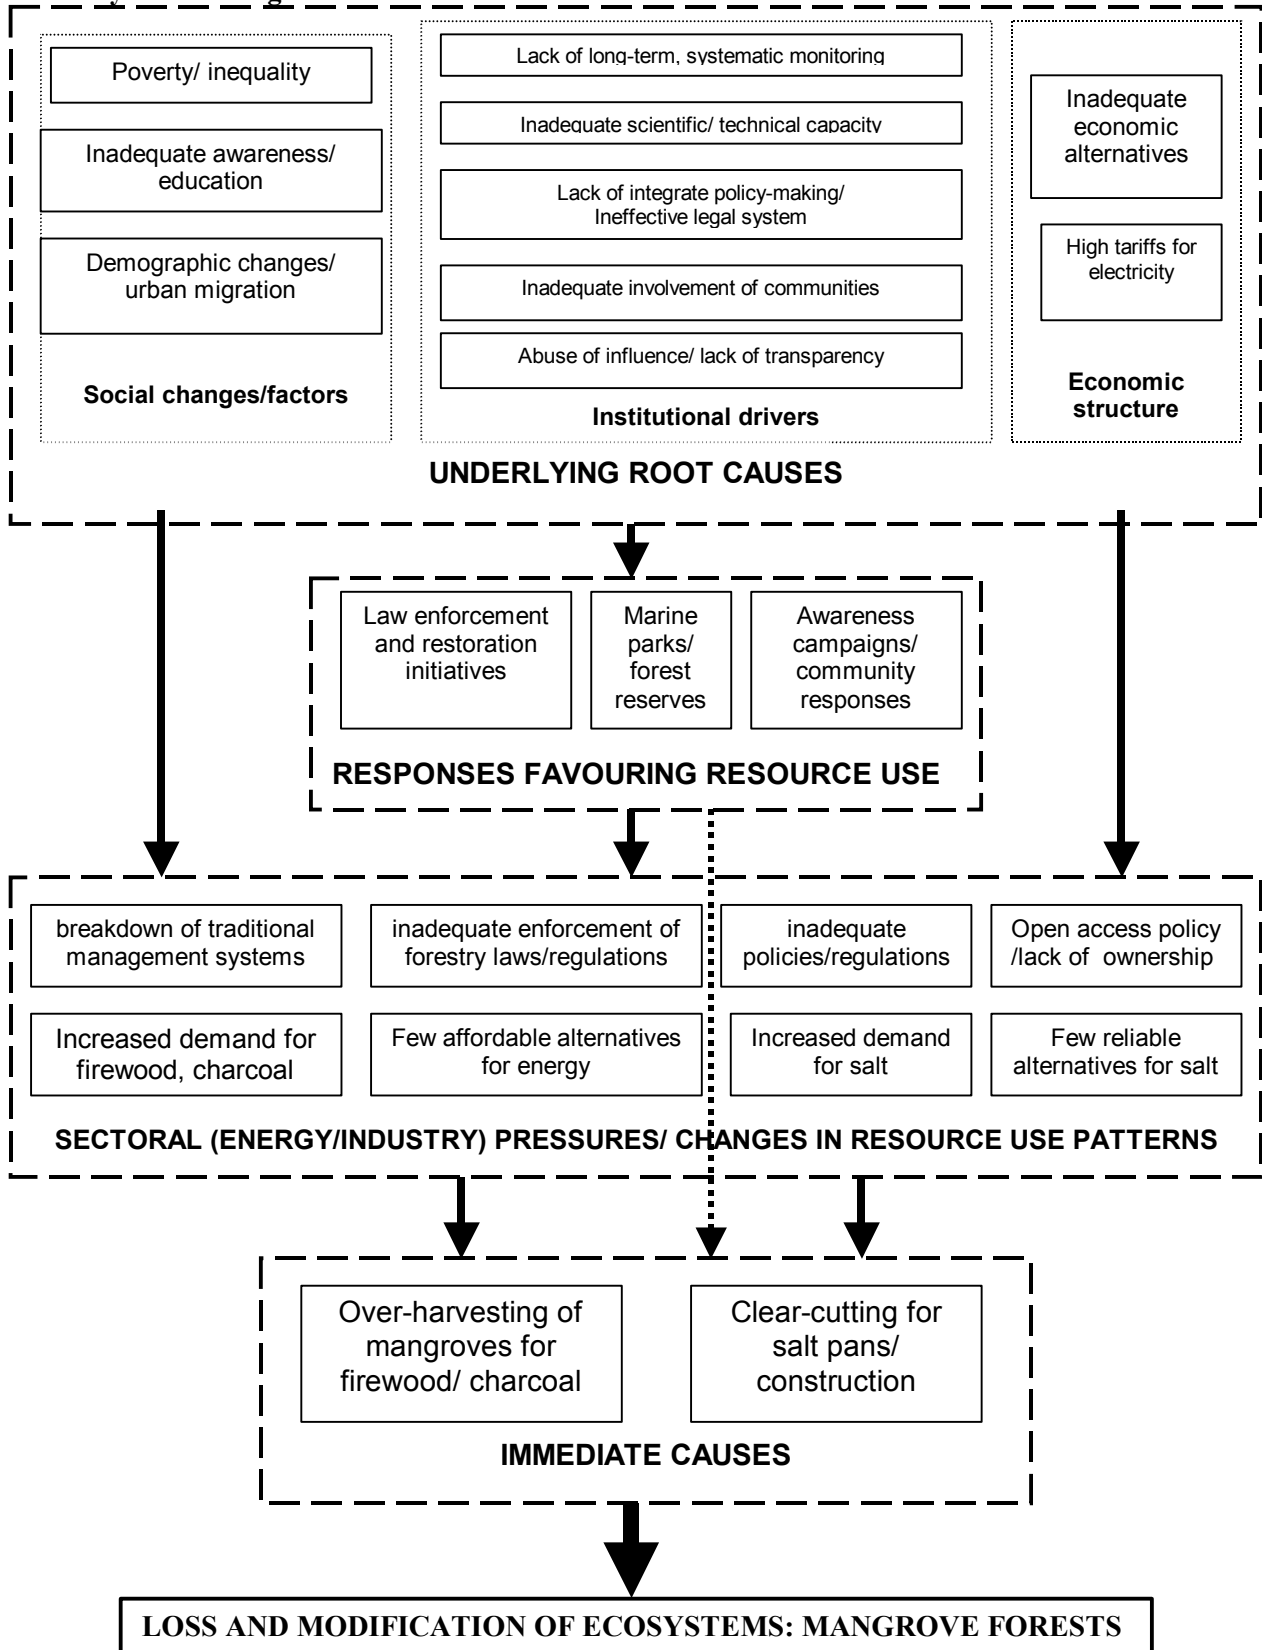 Poverty/ inequality
Inadequate awareness/
education
Demographic changes/
urban migration
Social changes/factors
Lack of long-term, systematic monitoring
Inadequate scientific/ technical capacity
Lack of integrate policy-making/
Ineffective legal system
Inadequate involvement of communities
Abuse of influence/ lack of transparency
Institutional drivers
Inadequate
economic
alternatives
High tariffs for
electricity
Economic
structure
UNDERLYING ROOT CAUSES
Law enforcement
and restoration
initiatives
Marine
parks/
forest
reserves
Awareness
campaigns/
community
responses
RESPONSES FAVOURING RESOURCE USE
breakdown of traditional
management systems
inadequate enforcement of
forestry laws/regulations
inadequate
policies/regulations
Open access policy
/lack of ownership
Increased demand for
firewood, charcoal
Few affordable alternatives
for energy
Increased demand
for salt
Few reliable
alternatives for salt
SECTORAL (ENERGY/INDUSTRY) PRESSURES/ CHANGES IN RESOURCE USE PATTERNS
Over-harvesting of
mangroves for
firewood/ charcoal
Clear-cutting for
salt pans/
construction
IMMEDIATE CAUSES
LOSS AND MODIFICATION OF ECOSYSTEMS: MANGROVE FORESTS